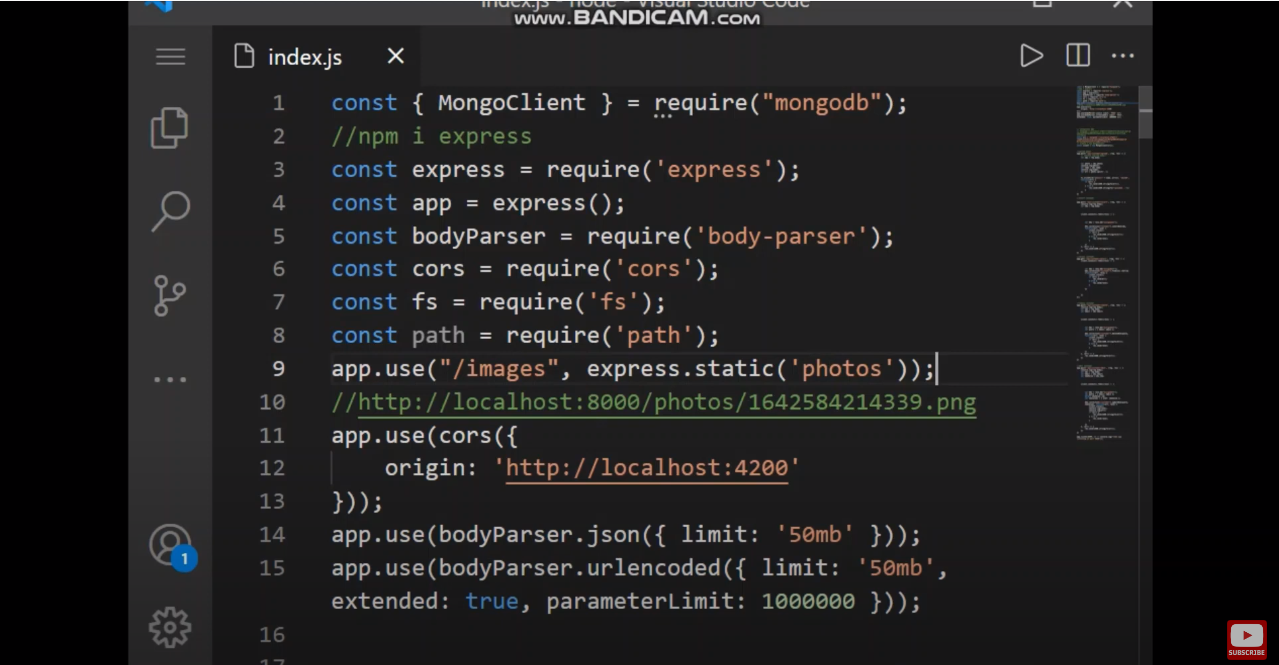 index.js - node - Visual Studio Code
www.BANDICAM.com
index.js
1 const { MongoClient } = require("mongodb");
2 //npm i express
3 const express = require('express');
4 const app = express();
5 const bodyParser = require('body-parser');
6 const cors = require('cors');
7 const fs = require('fs');
8 const path = require('path');
9 app.use("/images", express.static('photos'));
10 //http://localhost:8000/photos/1642584214339.png
11 app.use(cors({
12 origin: 'http://localhost:4200'
13 }));
14 app.use(bodyParser.json({ limit: '50mb' }));
15 app.use(bodyParser.urlencoded({ limit: '50mb',
extended: true, parameterLimit: 1000000 }));
16
17
1
SUBSCRIBE